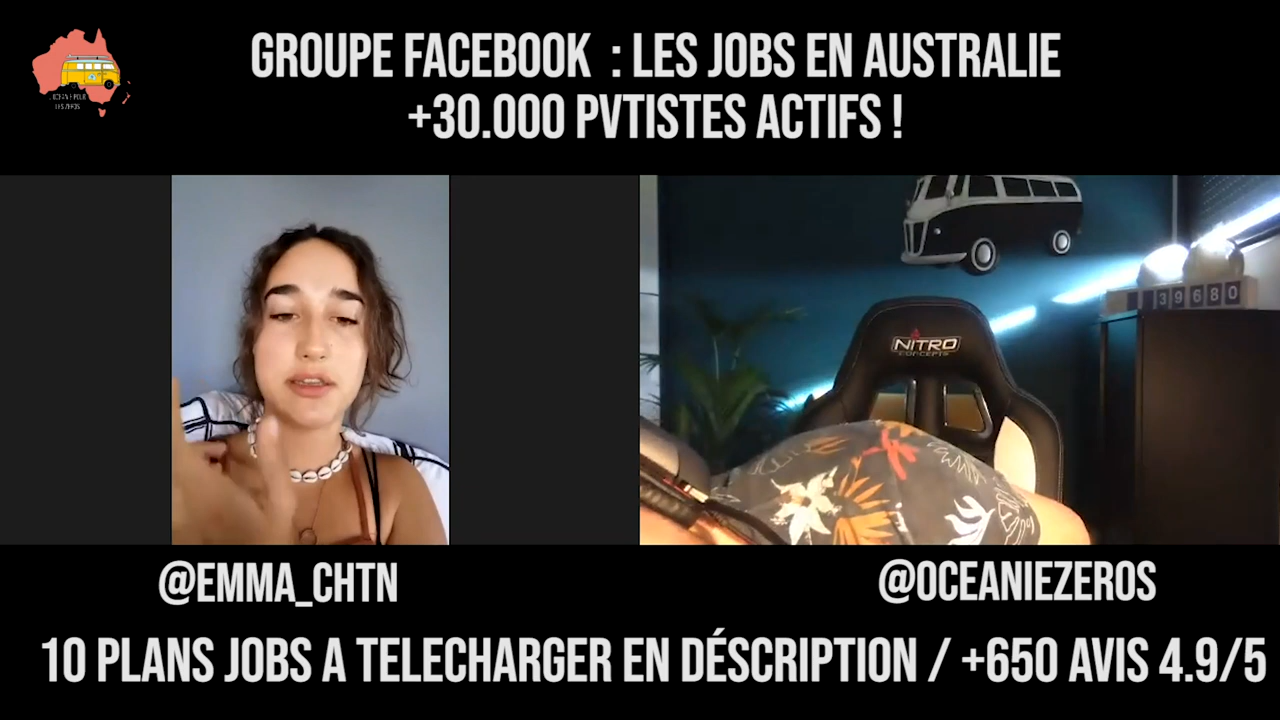 GROUPE FACEBOOK : LES JOBS EN AUSTRALIE
+30.000 PVTISTES ACTIFS !
NITRO
CONCEPTS
39680
@EMMA_CHTN
@OCEANIEZEROS
10 PLANS JOBS A TELECHARGER EN DÉSCRIPTION / +650 AVIS 4.9/5